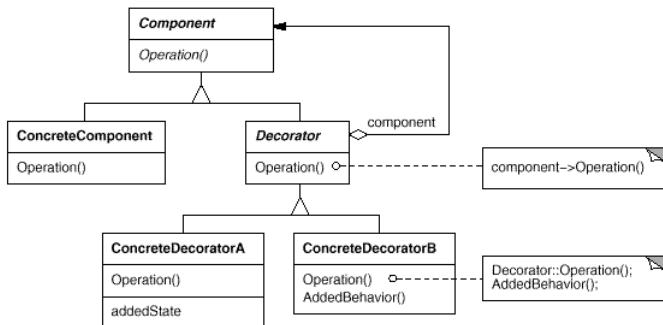 Component
Operation()
component
ConcreteComponent
Operation()
Decorator
Operation()
component->Operation()
ConcreteDecoratorA
Operation()
addedState
ConcreteDecoratorB
Operation()
AddedBehavior()
Decorator::Operation();
AddedBehavior();